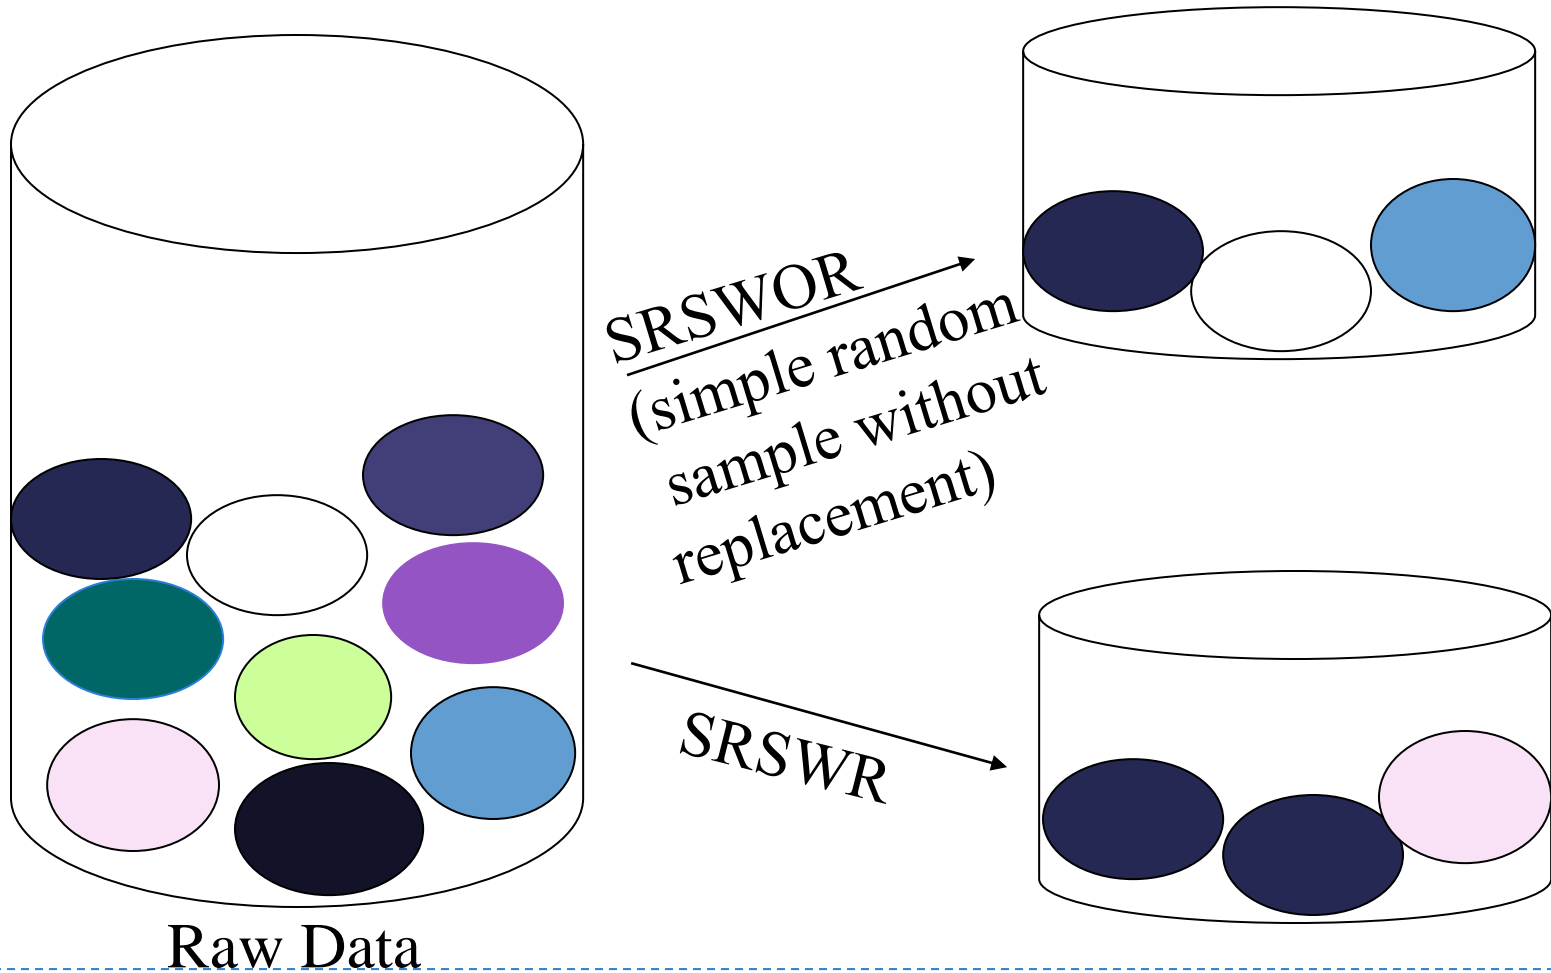 SRSWOR
(simple random
sample without
replacement)
SRSWR
Raw Data